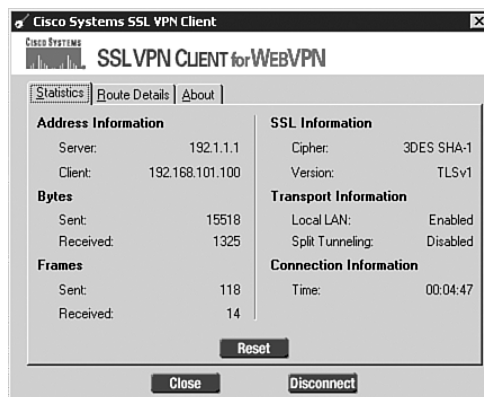 Cisco Systems SSL VPN Client
CISCO SYSTEMS
SSL VPN CLIENT for WEBVPN
Statistics Route Details About
Address Information
Server: 192.1.1.1
Client: 192.168.101.100
Bytes
Sent: 15518
Received: 1325
Frames
Sent: 118
Received: 14
SSL Information
Cipher: 3DES SHA-1
Version: TLSv1
Transport Information
Local LAN: Enabled
Split Tunneling: Disabled
Connection Information
Time: 00:04:47
Reset
Close Disconnect